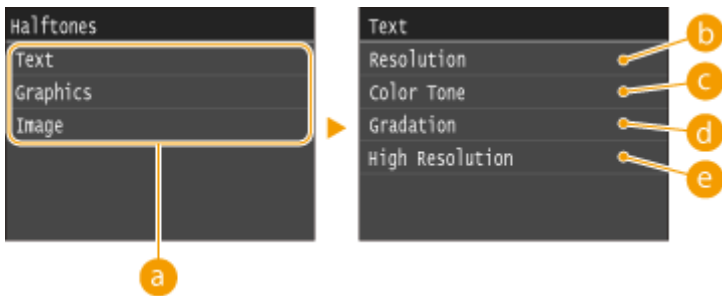 Halftones
Text
Graphics
Image
a
Text
Resolution
Color Tone
Gradation
High Resolution
b
c
d
e